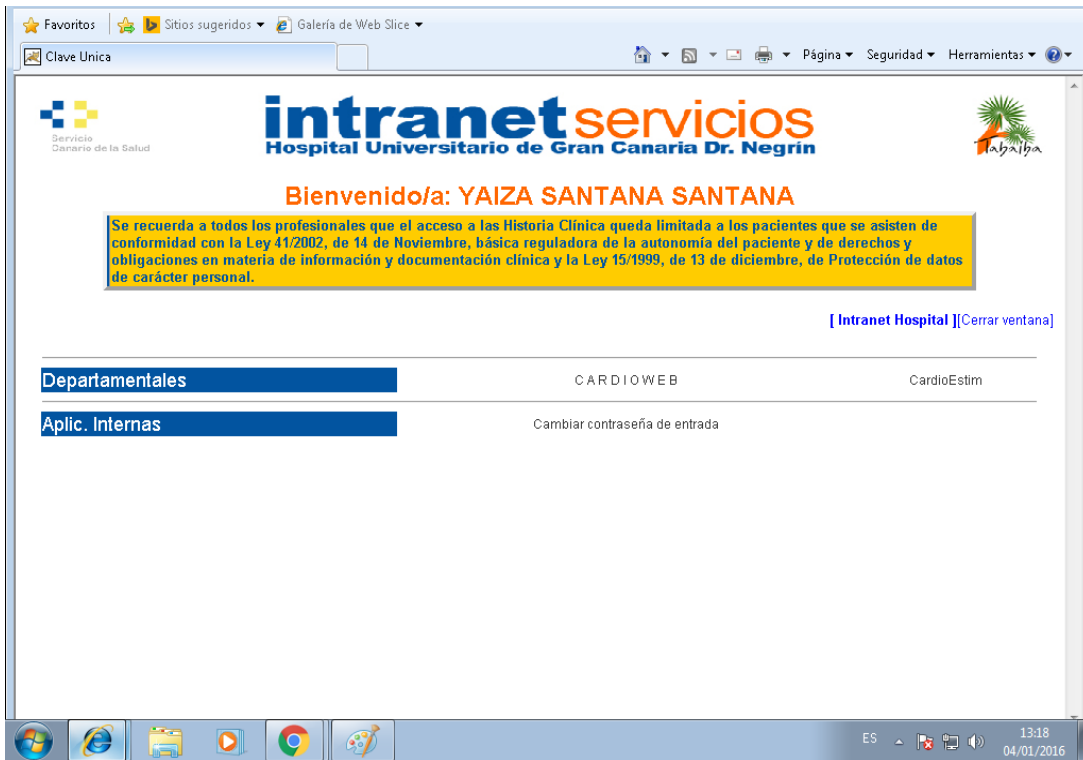 Favoritos Sitios sugeridos Galería de Web Slice
Clave Unica Página Seguridad Herramientas
Servicio
Canario de la Salud
intranet servicios
Hospital Universitario de Gran Canaria Dr. Negrín
Tabaiba
Bienvenido/a: YAIZA SANTANA SANTANA
Se recuerda a todos los profesionales que el acceso a las Historia Clínica queda limitada a los pacientes que se asisten de
conformidad con la Ley 41/2002, de 14 de Noviembre, básica reguladora de la autonomía del paciente y de derechos y
obligaciones en materia de información y documentación clínica y la Ley 15/1999, de 13 de diciembre, de Protección de datos
de carácter personal.
[ Intranet Hospital ][Cerrar ventana]
Departamentales C A R D I O W E B CardioEstim
Aplic. Internas Cambiar contraseña de entrada
ES 13:18
04/01/2016